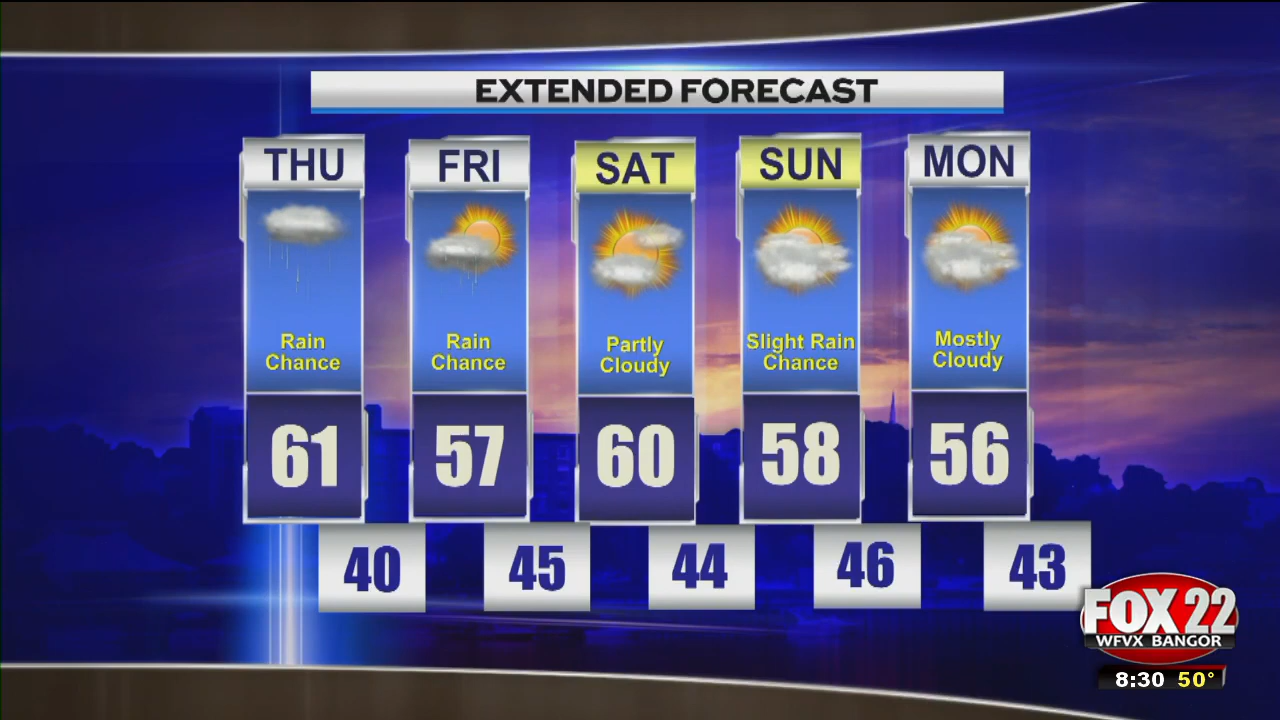 EXTENDED FORECAST
THU FRI SAT SUN MON
Rain Chance
Rain Chance
Partly Cloudy
Slight Rain Chance
Mostly Cloudy
61 57 60 58 56
40 45 44 46 43
FOX 22
WFVX BANGOR
8:30 50°